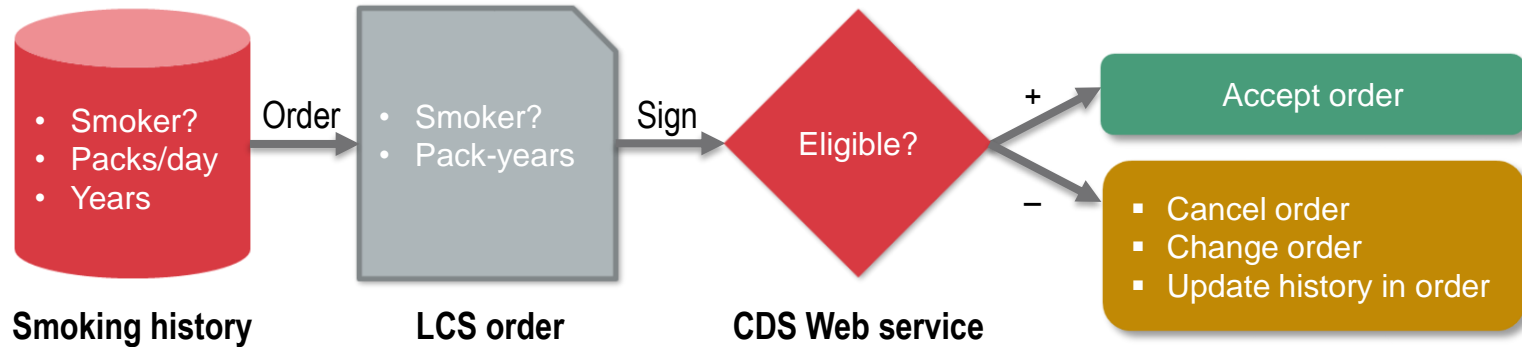 • Smoker?
• Packs/day
• Years
Smoking history
Order
• Smoker?
• Pack-years
LCS order
Sign
Eligible?
CDS Web service
+
Accept order
–
▪ Cancel order
▪ Change order
▪ Update history in order